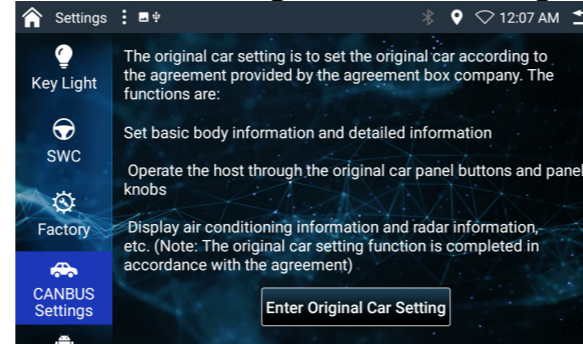 Settings
12:07 AM
Key Light
SWC
Factory
CANBUS
Settings
The original car setting is to set the original car according to
the agreement provided by the agreement box company. The
functions are:
Set basic body information and detailed information
Operate the host through the original car panel buttons and panel
knobs
Display air conditioning information and radar information,
etc. (Note: The original car setting function is completed in
accordance with the agreement)
Enter Original Car Setting